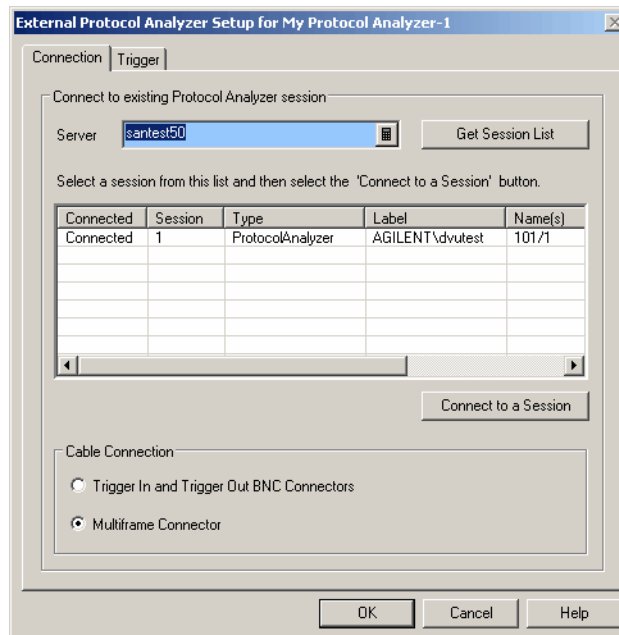 External Protocol Analyzer Setup for My Protocol Analyzer-1
Connection Trigger
Connect to existing Protocol Analyzer session
Server santest50 Get Session List
Select a session from this list and then select the 'Connect to a Session' button.
Connected Session Type Label Name(s)
Connected 1 ProtocolAnalyzer AGILENT\dvutest 101/1
Connect to a Session
Cable Connection
Trigger In and Trigger Out BNC Connectors
Multiframe Connector
OK Cancel Help